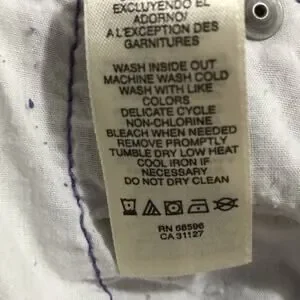 EXCLUYENDO EL
ADORNO/
A L'EXCEPTION DES
GARNITURES
WASH INSIDE OUT
MACHINE WASH COLD
WASH WITH LIKE
COLORS
DELICATE CYCLE
NON-CHLORINE
BLEACH WHEN NEEDED
REMOVE PROMPTLY
TUMBLE DRY LOW HEAT
COOL IRON IF
NECESSARY
DO NOT DRY CLEAN
RN 68596
CA 31127